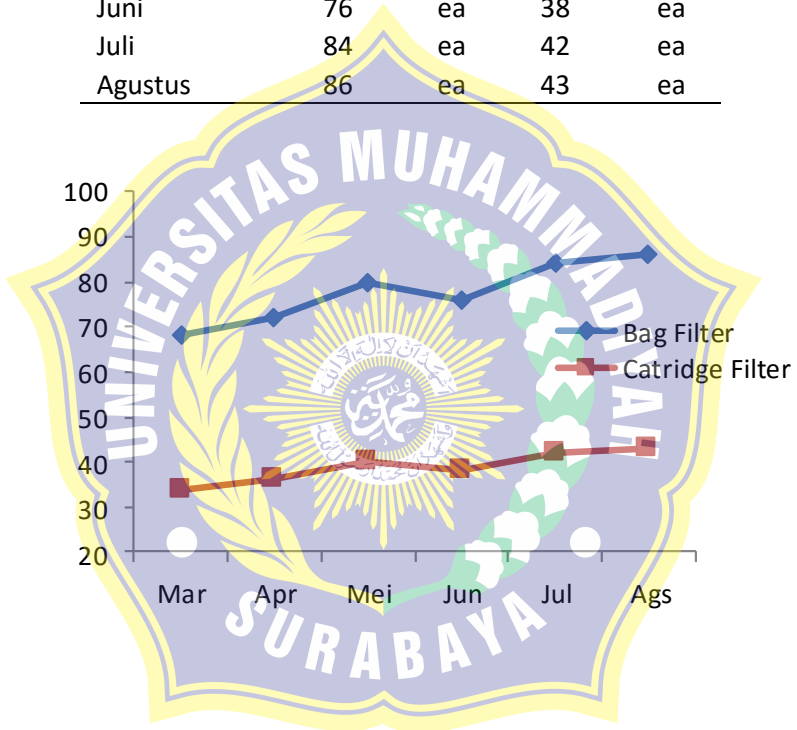 Juni 76 ea 38 ea
Juli 84 ea 42 ea
Agustus 86 ea 43 ea
UNIVERSITAS MUHAMMADIYAH
100
90
80
70
60
50
40
30
20
Bag Filter
Catridge Filter
Mar Apr Mei Jun Jul Ags
SURABAYA